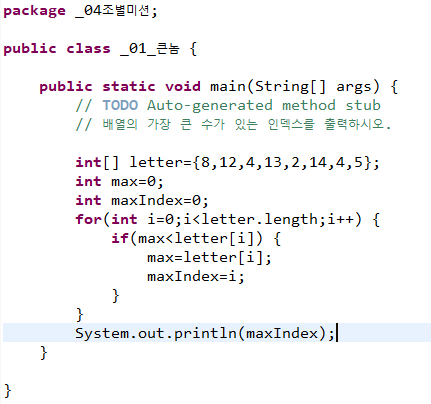 package _04조별미션;
public class _01_큰놈 {
public static void main(String[] args) {
// TODO Auto-generated method stub
// 배열의 가장 큰 수가 있는 인덱스를 출력하시오.
int[] letter={8,12,4,13,2,14,4,5};
int max=0;
int maxIndex=0;
for(int i=0;i<letter.length;i++) {
if(max<letter[i]) {
max=letter[i];
maxIndex=i;
}
}
System.out.println(maxIndex);
}
}